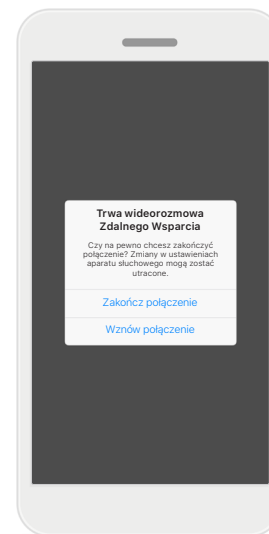 Trwa wideorozmowa
Zdalnego Wsparcia
Czy na pewno chcesz zakończyć
połączenie? Zmiany w ustawieniach
aparatu słuchowego mogą zostać
utracone.
Zakończ połączenie
Wznów połączenie